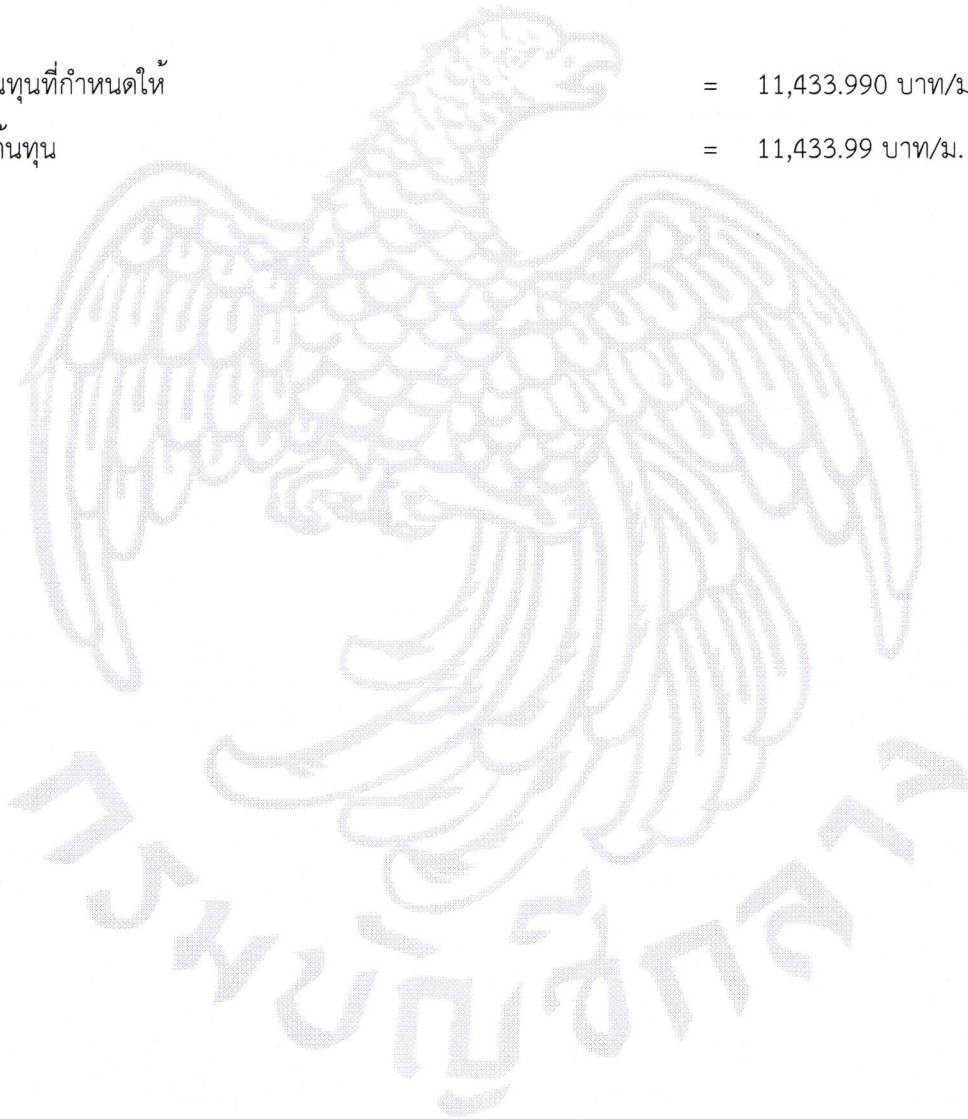 นทุนที่กำหนดให้ = 11,433.990 บาท/ม
ต้นทุน = 11,433.99 บาท/ม.
กรมบัญชีกลาง